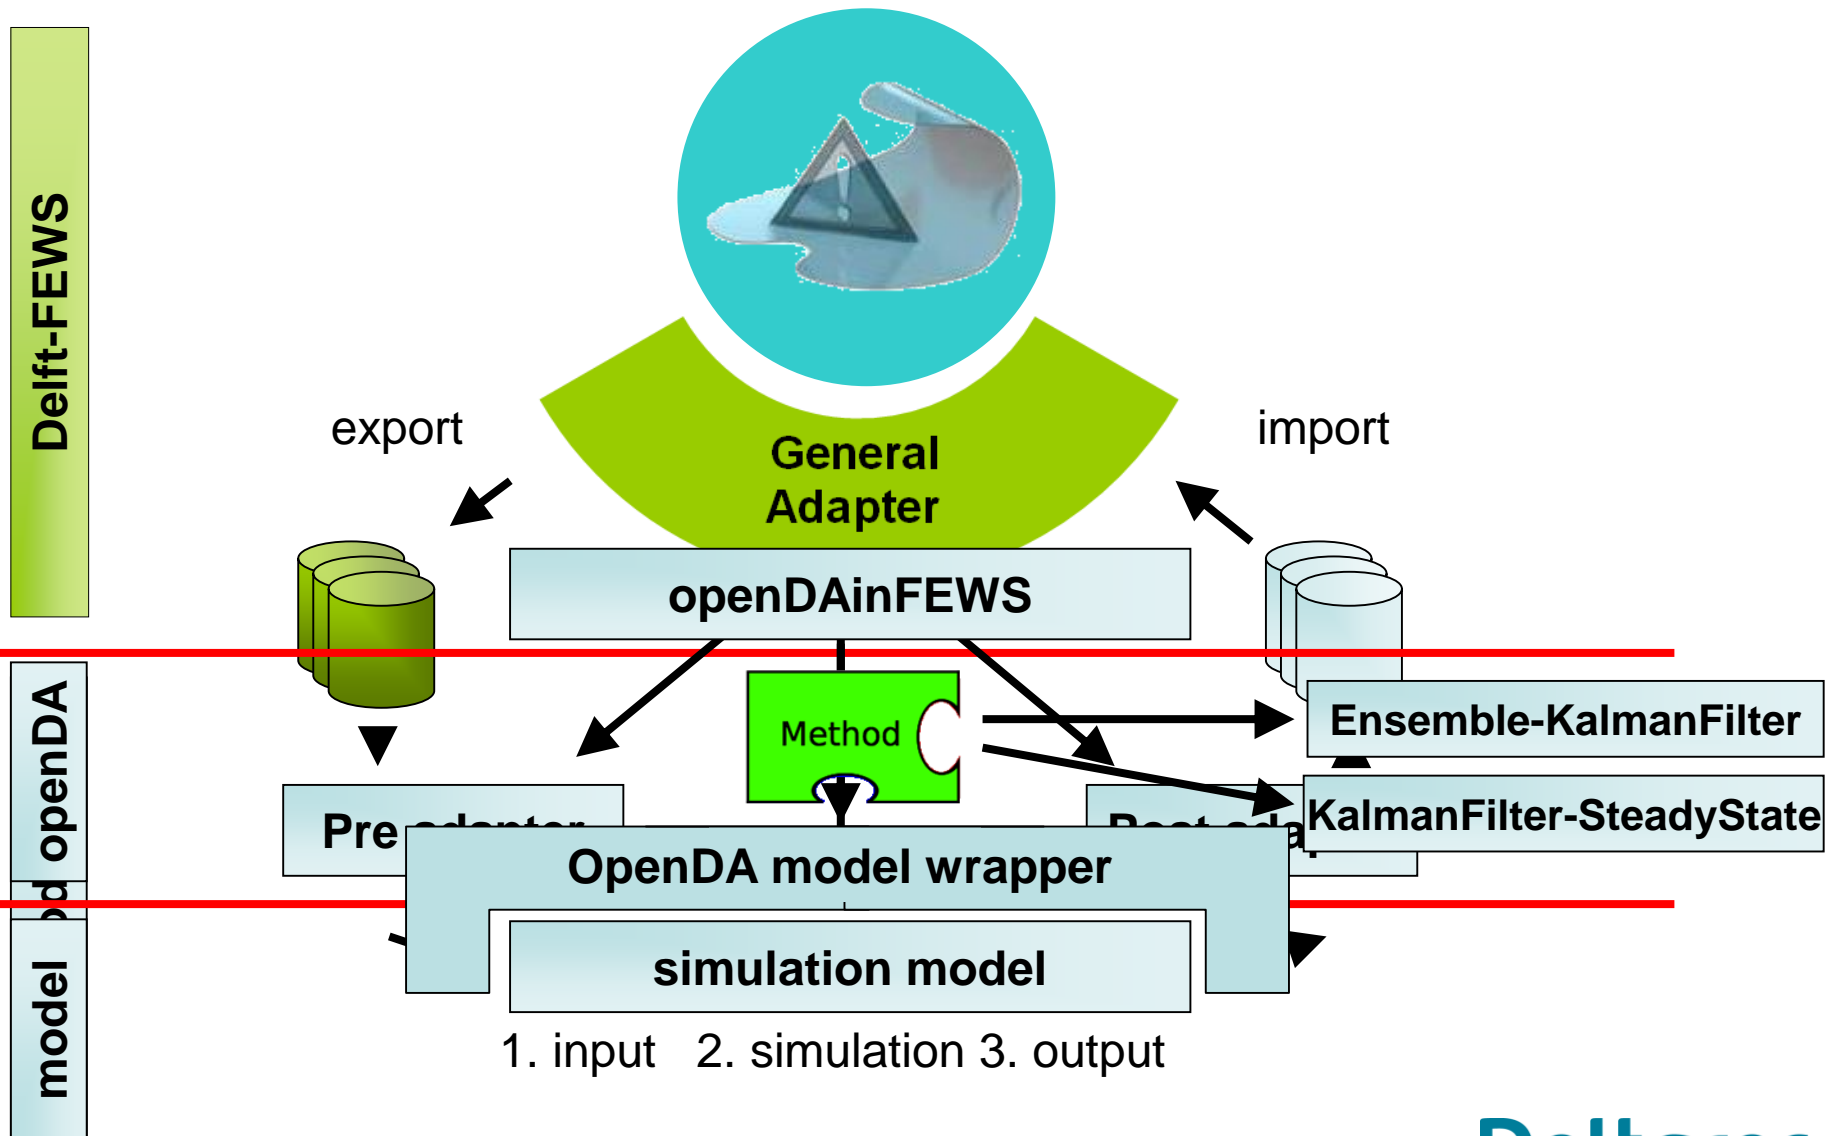 Delft-FEWS
export
import
General
Adapter
openDAinFEWS
openDA
Method
Ensemble-KalmanFilter
KalmanFilter-SteadyState
Pre adapter
OpenDA model wrapper
model
simulation model
1. input 2. simulation 3. output